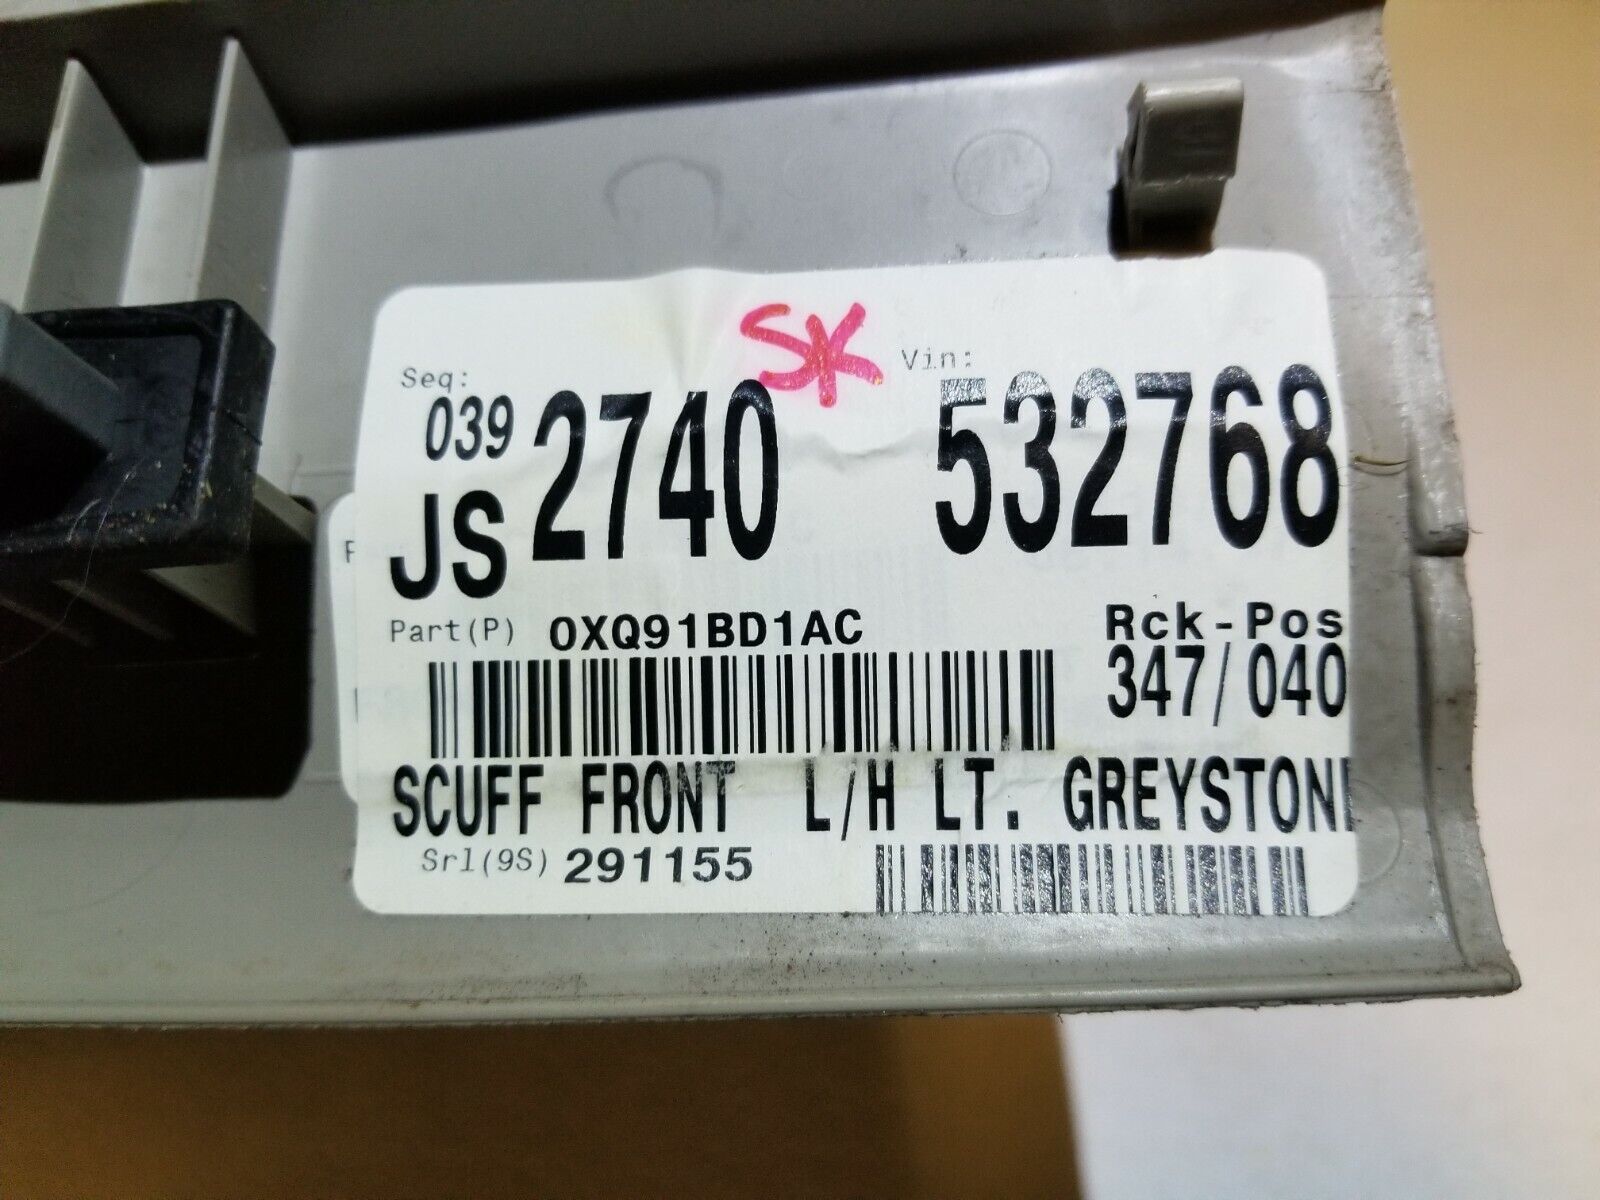 SK
Seq: Vin:
039 2740 532768
JS
Part(P) 0XQ91BD1AC Rck-Pos
347/040
SCUFF FRONT L/H LT. GREYSTON
Srl(9S) 291155
F